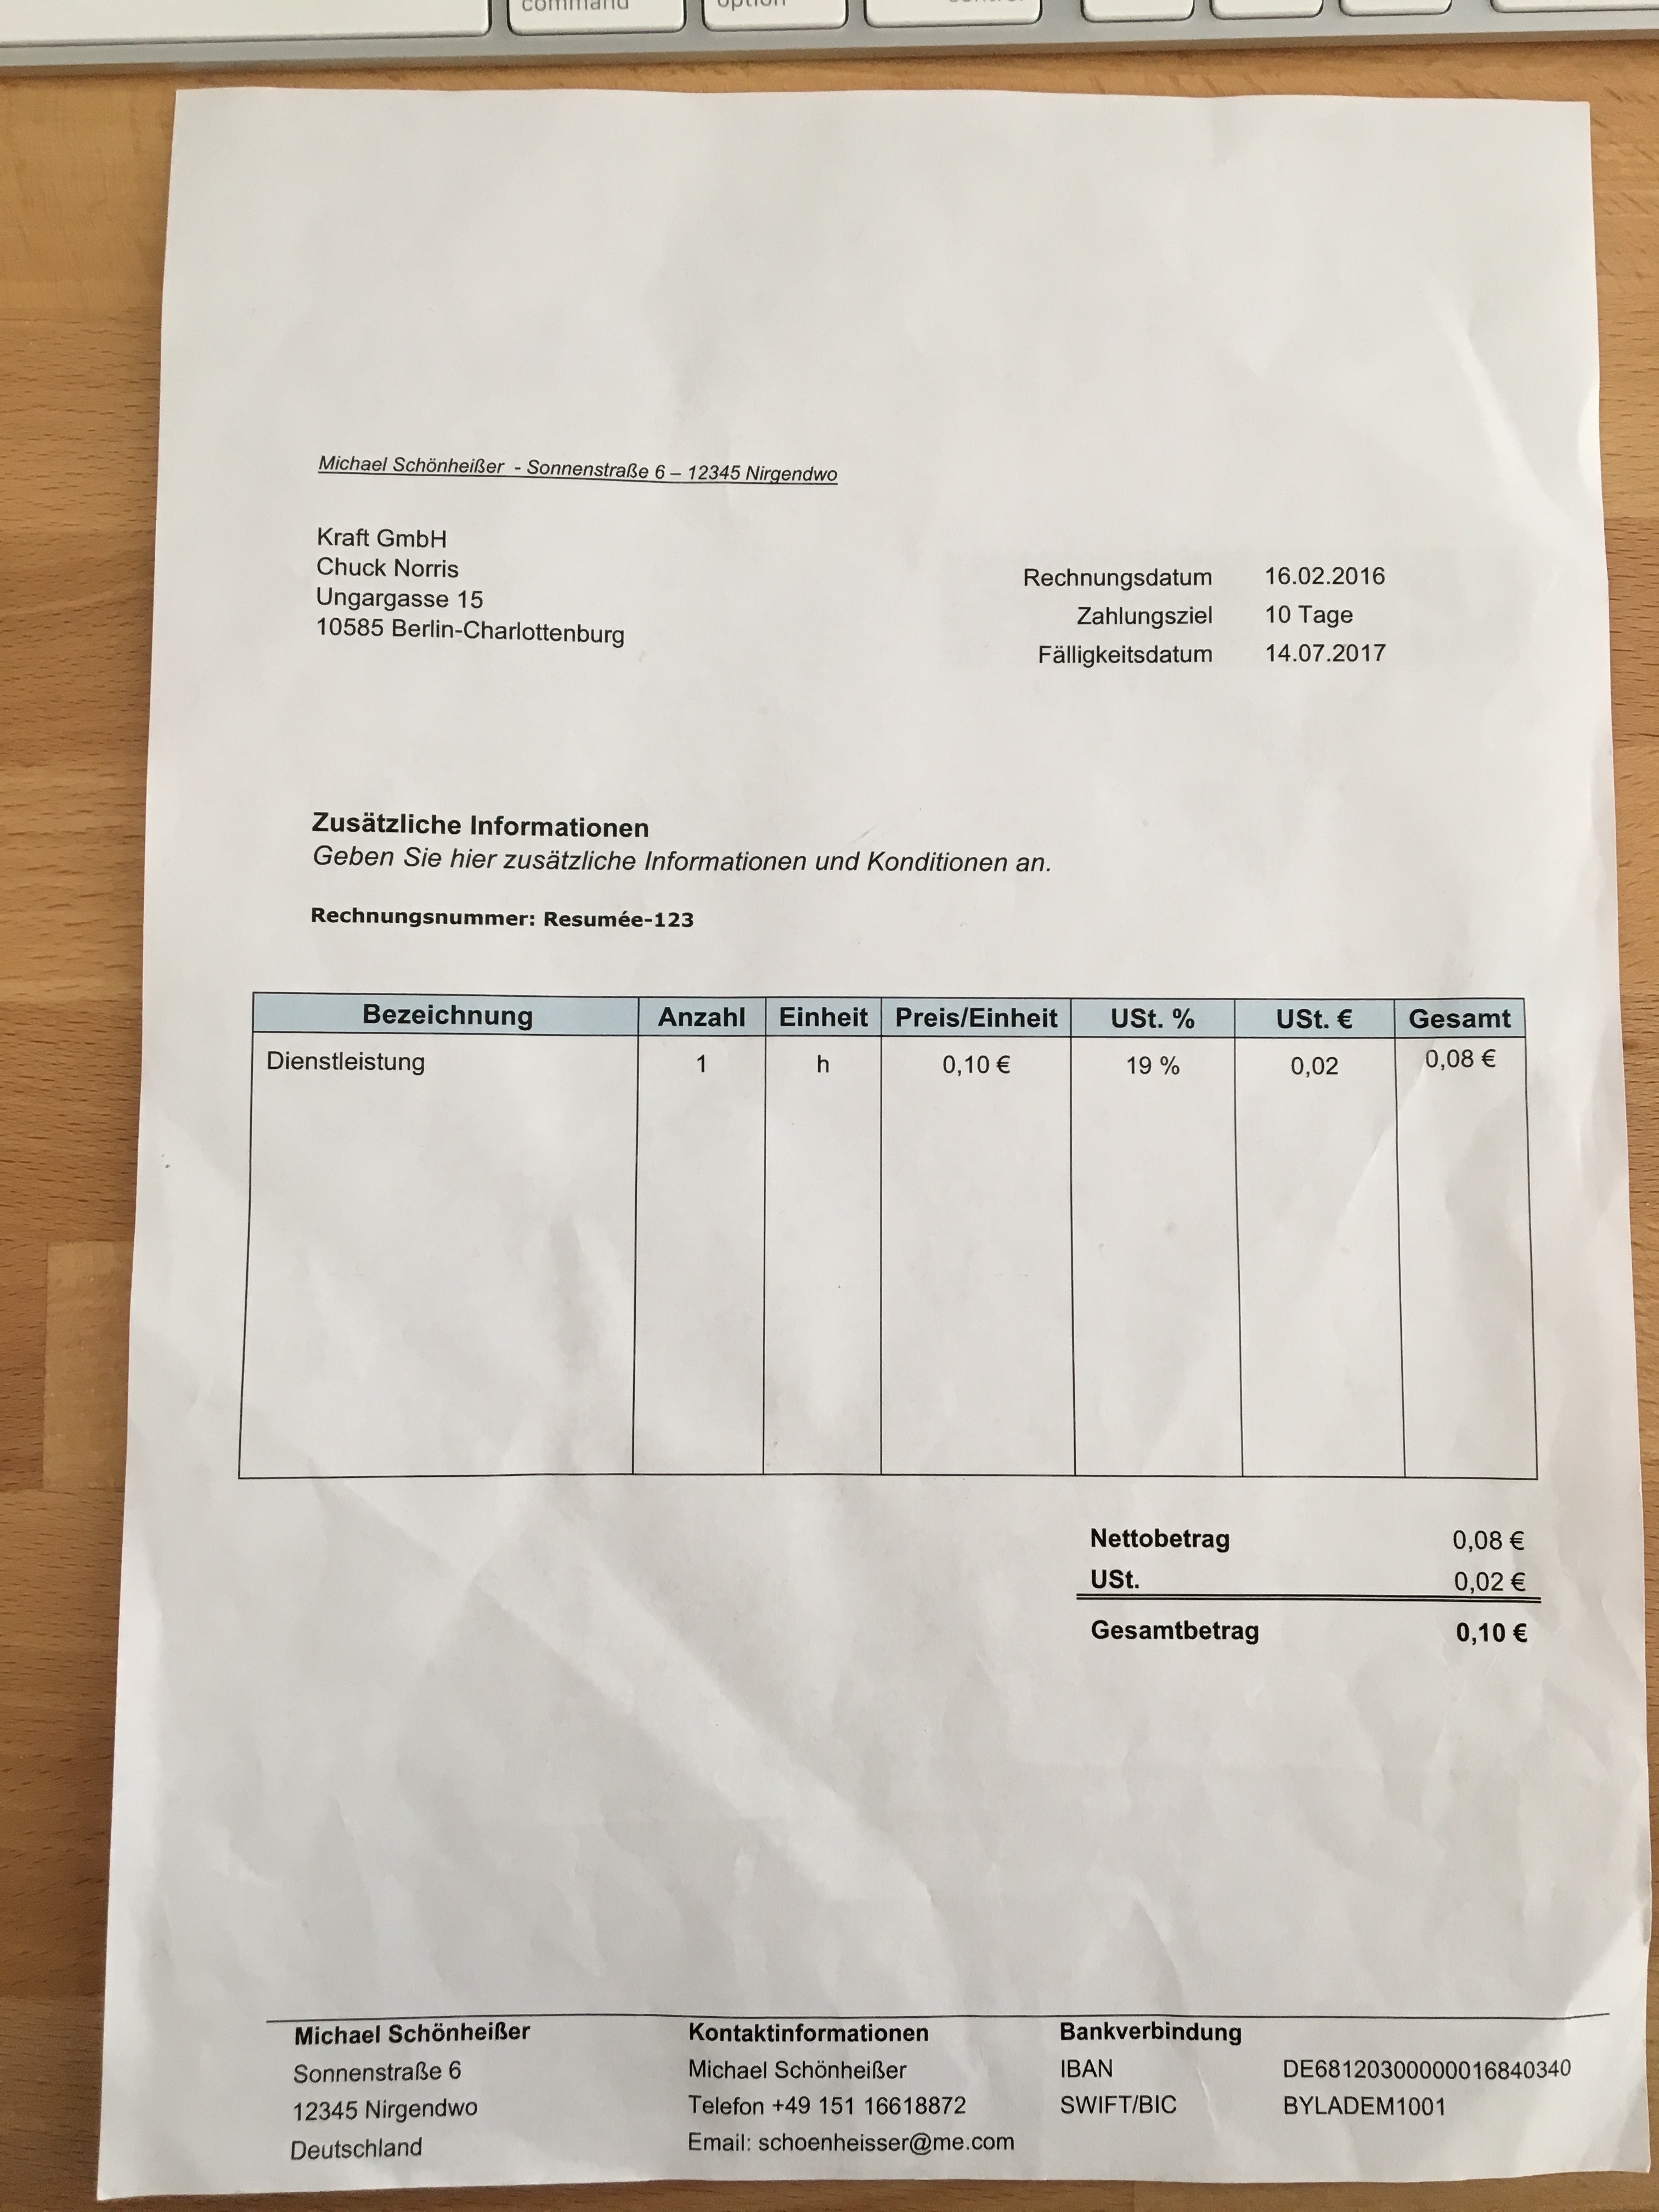 command
option
Michael Schönheißer - Sonnenstraße 6 – 12345 Nirgendwo
Kraft GmbH
Chuck Norris
Ungargasse 15
10585 Berlin-Charlottenburg
Rechnungsdatum 16.02.2016
Zahlungsziel 10 Tage
Fälligkeitsdatum 14.07.2017
Zusätzliche Informationen
Geben Sie hier zusätzliche Informationen und Konditionen an.
Rechnungsnummer: Resumée-123
Bezeichnung Anzahl Einheit Preis/Einheit USt. % USt. € Gesamt
Dienstleistung 1 h 0,10 € 19 % 0,02 0,08 €
Nettobetrag 0,08 €
USt. 0,02 €
Gesamtbetrag 0,10 €
Michael Schönheißer Kontaktinformationen Bankverbindung
Sonnenstraße 6 Michael Schönheißer IBAN DE68120300000016840340
12345 Nirgendwo Telefon +49 151 16618872 SWIFT/BIC BYLADEM1001
Deutschland Email: schoenheisser@me.com